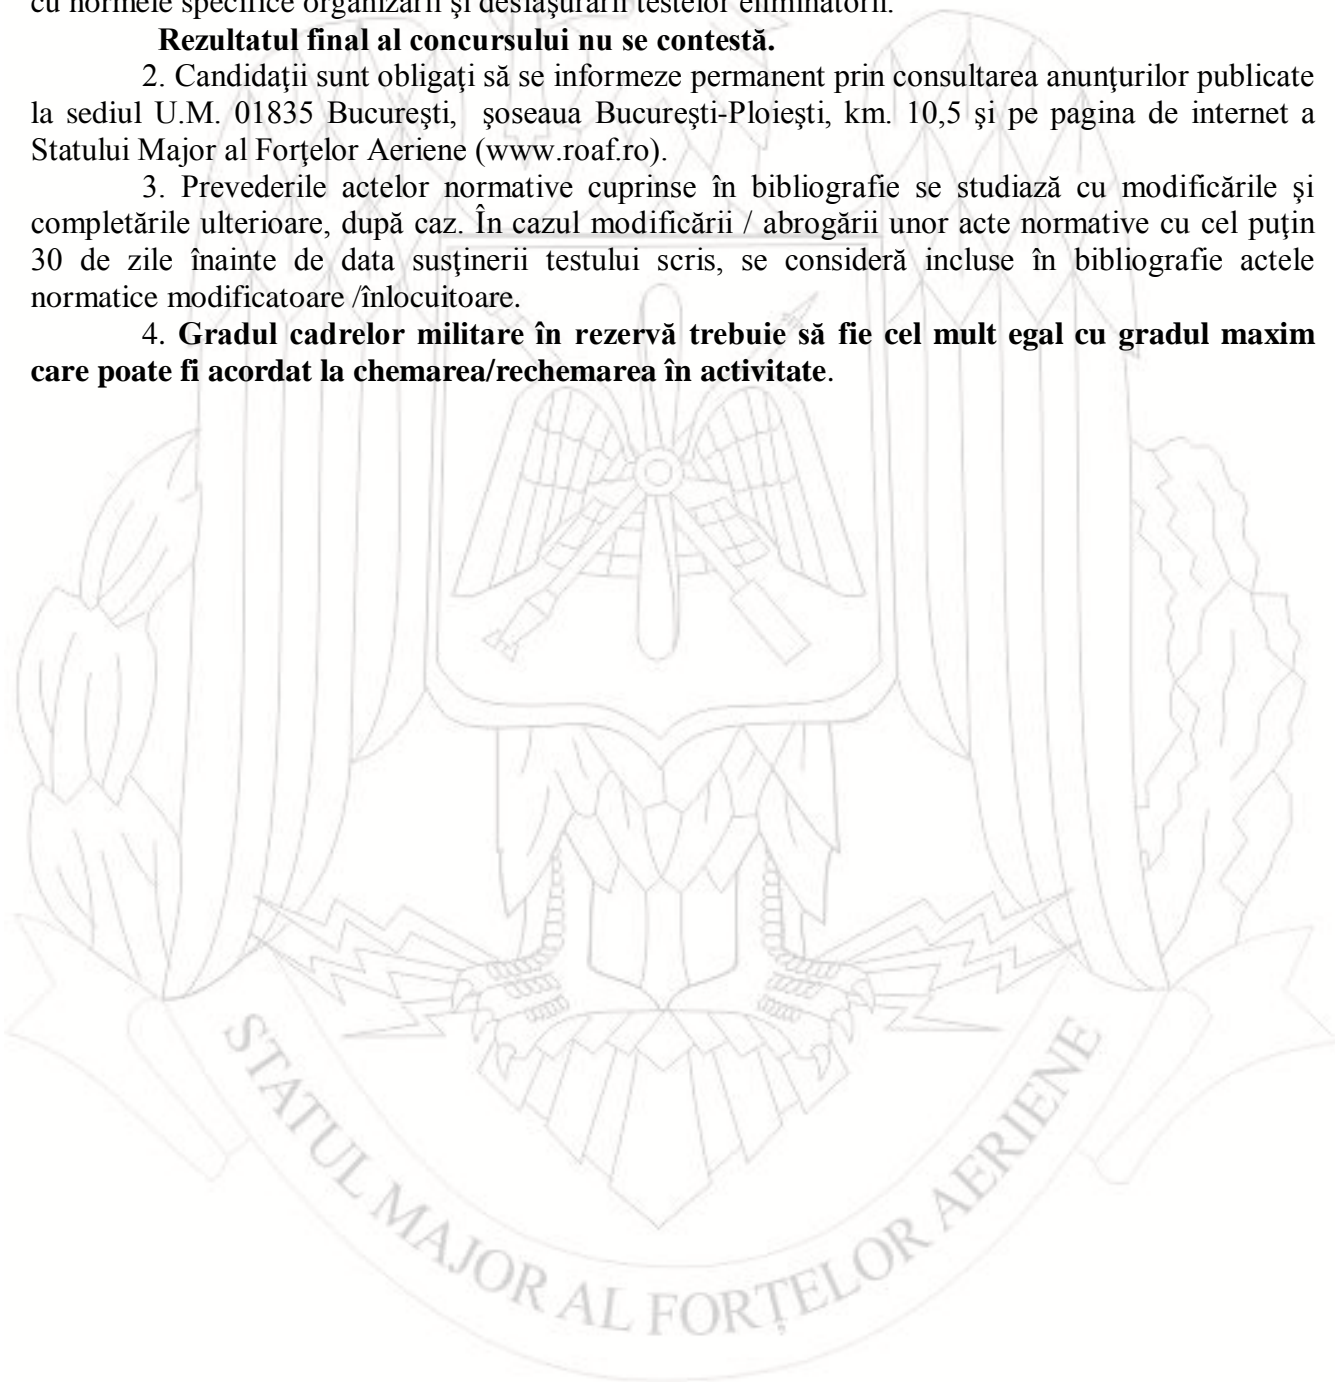 cu normele specifice organizării şi desfăşurării testelor eliminatorii.
Rezultatul final al concursului nu se contestă.
2. Candidaţii sunt obligaţi să se informeze permanent prin consultarea anunţurilor publicate
la sediul U.M. 01835 Bucureşti, şoseaua Bucureşti-Ploieşti, km. 10,5 şi pe pagina de internet a
Statului Major al Forţelor Aeriene (www.roaf.ro).
3. Prevederile actelor normative cuprinse în bibliografie se studiază cu modificările şi
completările ulterioare, după caz. În cazul modificării / abrogării unor acte normative cu cel puţin
30 de zile înainte de data susţinerii testului scris, se consideră incluse în bibliografie actele
normatice modificatoare /înlocuitoare.
4. Gradul cadrelor militare în rezervă trebuie să fie cel mult egal cu gradul maxim
care poate fi acordat la chemarea/rechemarea în activitate.
STATUL MAJOR AL FORŢELOR AERIENE